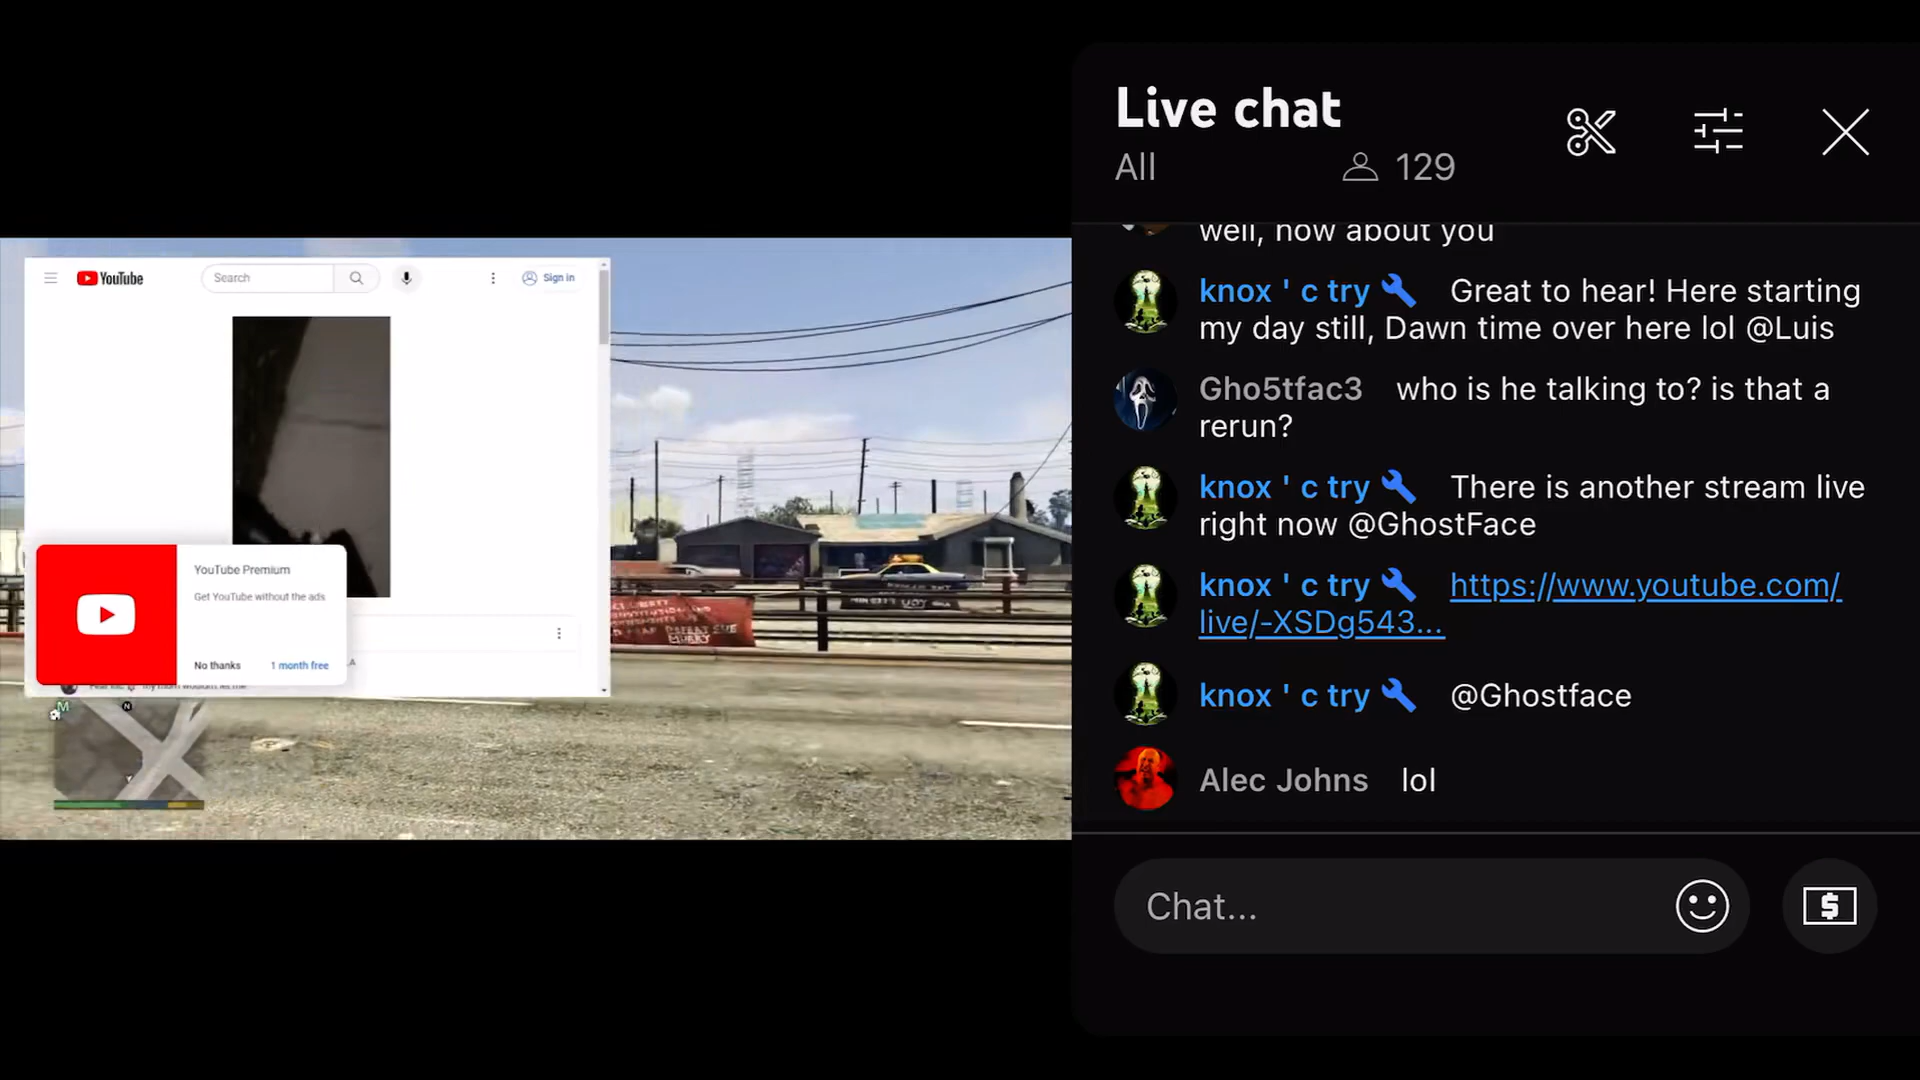 Live chat
All
129
well, how about you
knox ' c try Great to hear! Here starting
my day still, Dawn time over here lol @Luis
Gho5tfac3 who is he talking to? is that a
rerun?
knox ' c try There is another stream live
right now @GhostFace
knox ' c try https://www.youtube.com/
live/-XSDg543...
knox ' c try @Ghostface
Alec Johns lol
Chat...
YouTube
Search
Sign in
YouTube Premium
Get YouTube without the ads
No thanks
1 month free
M
N